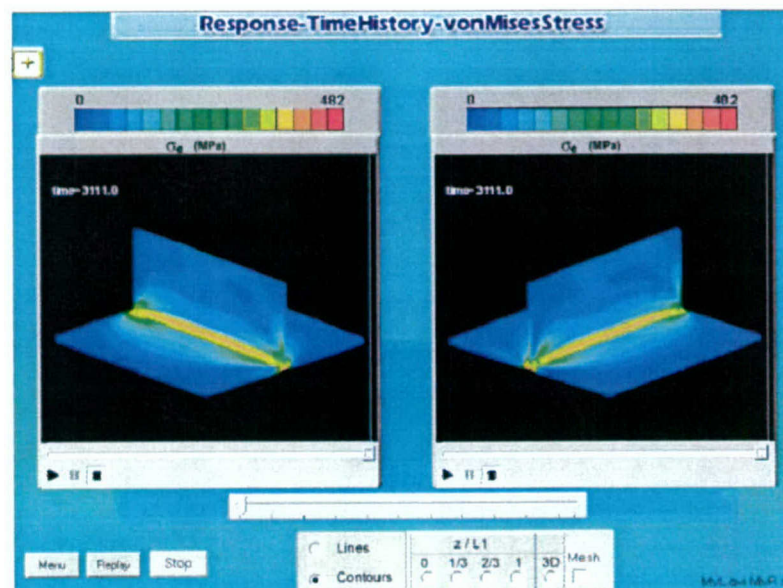 Response-TimeHistory-vonMisesStress
+
0 482
σe (MPa)
time-3111.0
0 482
σe (MPa)
time-3111.0
Lines
Contours
z / L1
0 1/3 2/3 1 3D
Mesh
Menu Replay Stop